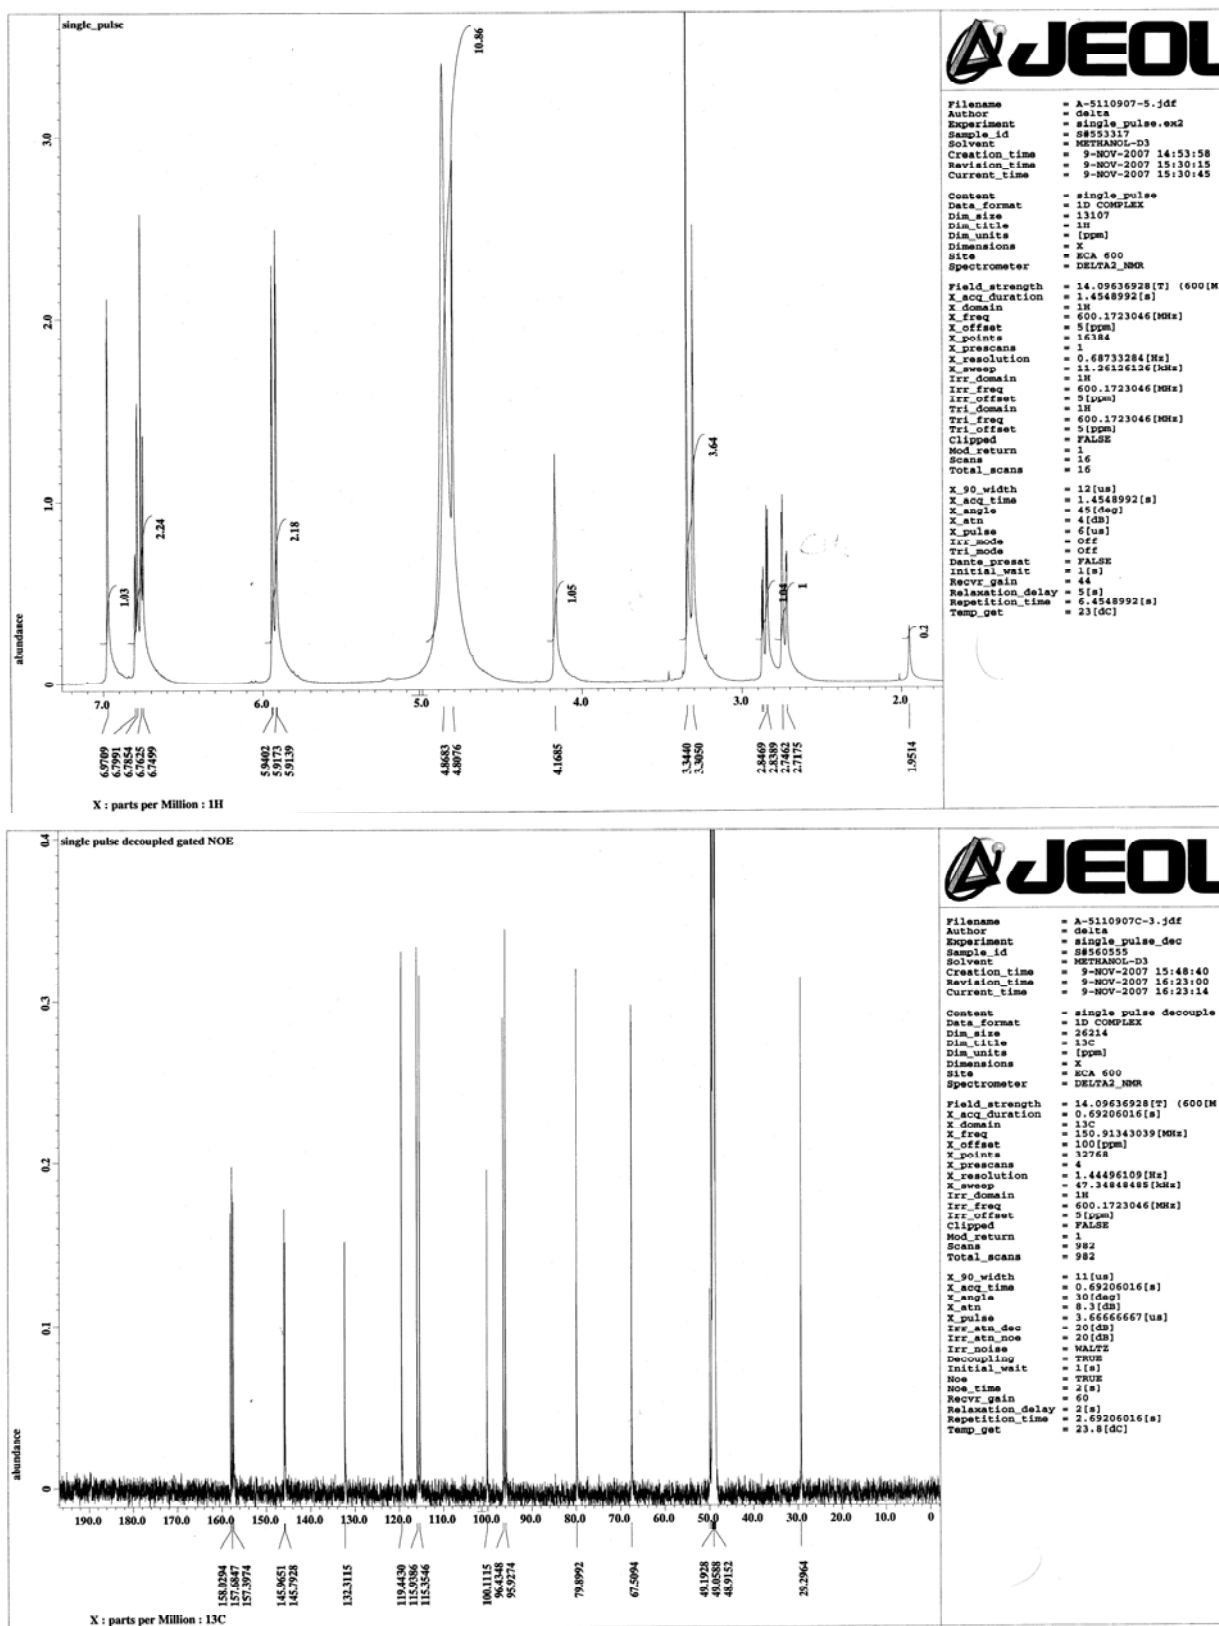 single_pulse
JEOL
10.86
Filename = A-5110907-5.jdf
Author = delta
Experiment = single_pulse.ex2
Sample_id = S#553317
Solvent = METHANOL-D3
Creation_time = 9-NOV-2007 14:53:58
Revision_time = 9-NOV-2007 15:30:15
Current_time = 9-NOV-2007 15:30:45
Content = single_pulse
Data_format = 1D COMPLEX
Dim_size = 13107
Dim_title = 1H
Dim_units = [ppm]
Dimensions = X
Site = ECA 600
Spectrometer = DELTA2_NMR
Field_strength = 14.09636928[T] (600[M
X_acq_duration = 1.4548992[s]
X_domain = 1H
X_freq = 600.1723046[MHz]
X_offset = 5[ppm]
X_points = 16384
X_prescans = 1
X_resolution = 0.68733284[Hz]
X_sweep = 11.26126126[kHz]
Irr_domain = 1H
Irr_freq = 600.1723046[MHz]
Irr_offset = 5[ppm]
Tri_domain = 1H
Tri_freq = 600.1723046[MHz]
Tri_offset = 5[ppm]
Clipped = FALSE
Mod_return = 1
Scans = 16
Total_scans = 16
X_90_width = 12[us]
X_acq_time = 1.4548992[s]
X_angle = 45[deg]
X_atn = 4[dB]
X_pulse = 6[us]
Irr_mode = Off
Tri_mode = Off
Dante_presat = FALSE
Initial_wait = 1[s]
Recvr_gain = 44
Relaxation_delay = 5[s]
Repetition_time = 6.4548992[s]
Temp_get = 23[dC]
abundance
0 1.0 2.0 3.0
1.03 2.24 2.18 1.05 3.64 1.04 1 0.2
7.0 6.0 5.0 4.0 3.0 2.0
6.9709 6.7991 6.7854 6.7625 6.7499 5.9402 5.9173 5.9139 4.8683 4.8076 4.1685 3.3440 3.3050 2.8469 2.8389 2.7462 2.7175 1.9514
X : parts per Million : 1H
single pulse decoupled gated NOE
JEOL
Filename = A-5110907C-3.jdf
Author = delta
Experiment = single_pulse_dec
Sample_id = S#560555
Solvent = METHANOL-D3
Creation_time = 9-NOV-2007 15:48:40
Revision_time = 9-NOV-2007 16:23:00
Current_time = 9-NOV-2007 16:23:14
Content = single pulse decouple
Data_format = 1D COMPLEX
Dim_size = 26214
Dim_title = 13C
Dim_units = [ppm]
Dimensions = X
Site = ECA 600
Spectrometer = DELTA2_NMR
Field_strength = 14.09636928[T] (600[M
X_acq_duration = 0.69206016[s]
X_domain = 13C
X_freq = 150.91343039[MHz]
X_offset = 100[ppm]
X_points = 32768
X_prescans = 4
X_resolution = 1.44496109[Hz]
X_sweep = 47.34848485[kHz]
Irr_domain = 1H
Irr_freq = 600.1723046[MHz]
Irr_offset = 5[ppm]
Clipped = FALSE
Mod_return = 1
Scans = 982
Total_scans = 982
X_90_width = 11[us]
X_acq_time = 0.69206016[s]
X_angle = 30[deg]
X_atn = 8.3[dB]
X_pulse = 3.66666667[us]
Irr_atn_dec = 20[dB]
Irr_atn_noe = 20[dB]
Irr_noise = WALTZ
Decoupling = TRUE
Initial_wait = 1[s]
Noe = TRUE
Noe_time = 2[s]
Recvr_gain = 60
Relaxation_delay = 2[s]
Repetition_time = 2.69206016[s]
Temp_get = 23.8[dC]
abundance
0 0.1 0.2 0.3 0.4
190.0 180.0 170.0 160.0 150.0 140.0 130.0 120.0 110.0 100.0 90.0 80.0 70.0 60.0 50.0 40.0 30.0 20.0 10.0 0
158.0294 157.6847 157.3974 145.9651 145.7928 132.3115 119.4430 115.9386 115.3546 100.1115 96.4348 95.9274 79.8992 67.5094 49.1928 49.0588 48.9152 29.2964
X : parts per Million : 13C